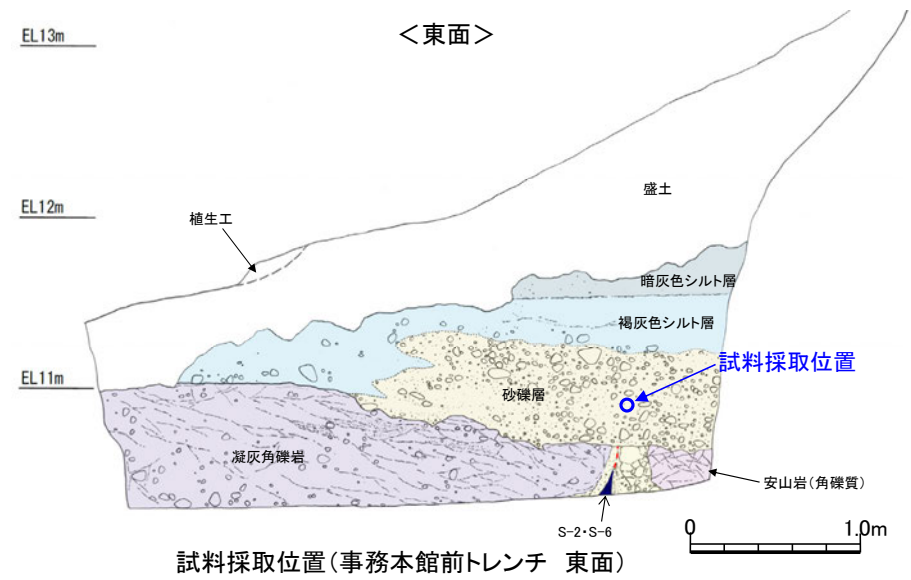 EL13m
＜東面＞
盛土
EL12m
植生工
暗灰色シルト層
褐灰色シルト層
試料採取位置
EL11m
砂礫層
凝灰角礫岩
安山岩(角礫質)
S-2・S-6
0 1.0m
試料採取位置(事務本館前トレンチ 東面)